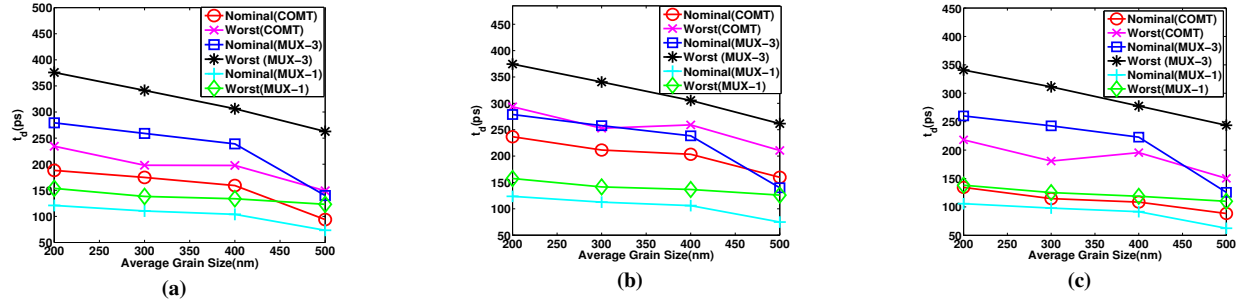 500
450
400
350
300
250
200
150
100
50
t_d(ps)
200 250 300 350 400 450 500
Average Grain Size(nm)
Nominal(COMT)
Worst(COMT)
Nominal(MUX-3)
Worst (MUX-3)
Nominal(MUX-1)
Worst(MUX-1)
(a)
450
400
350
300
250
200
150
100
50
t_d(ps)
200 250 300 350 400 450 500
Average Grain Size(nm)
Nominal(COMT)
Worst(COMT)
Nominal(MUX-3)
Worst (MUX-3)
Nominal(MUX-1)
Worst(MUX-1)
(b)
450
400
350
300
250
200
150
100
50
t_d(ps)
200 250 300 350 400 450 500
Average Grain Size(nm)
Nominal(COMT)
Worst(COMT)
Nominal(MUX-3)
Worst (MUX-3)
Nominal(MUX-1)
Worst(MUX-1)
(c)